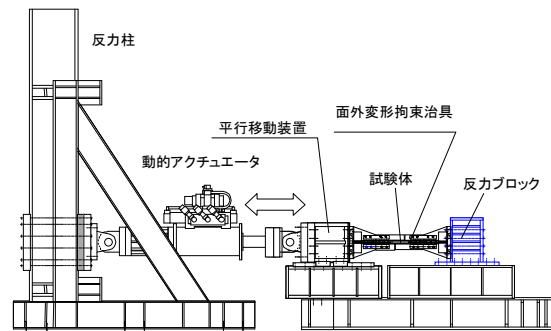 反力柱
面外変形拘束治具
平行移動装置
動的アクチュエータ
試験体
反力ブロック